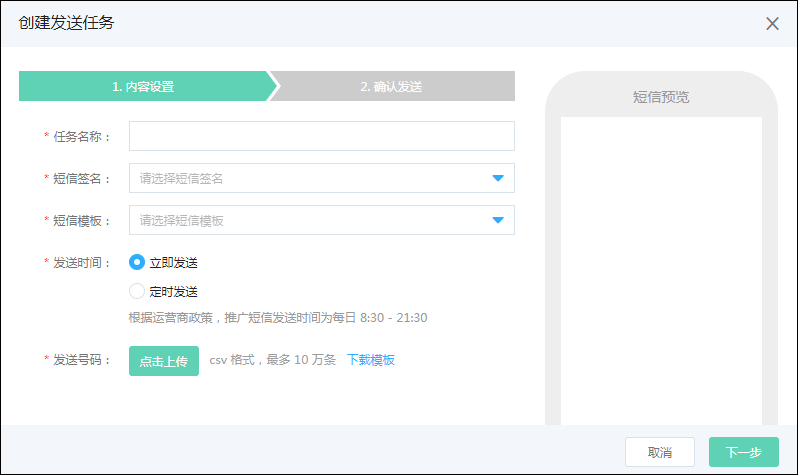 创建发送任务
1. 内容设置
2. 确认发送
* 任务名称：
* 短信签名：
请选择短信签名
* 短信模板：
请选择短信模板
* 发送时间：
立即发送
定时发送
根据运营商政策，推广短信发送时间为每日 8:30 - 21:30
* 发送号码：
点击上传
csv 格式，最多 10 万条
下载模板
短信预览
取消
下一步